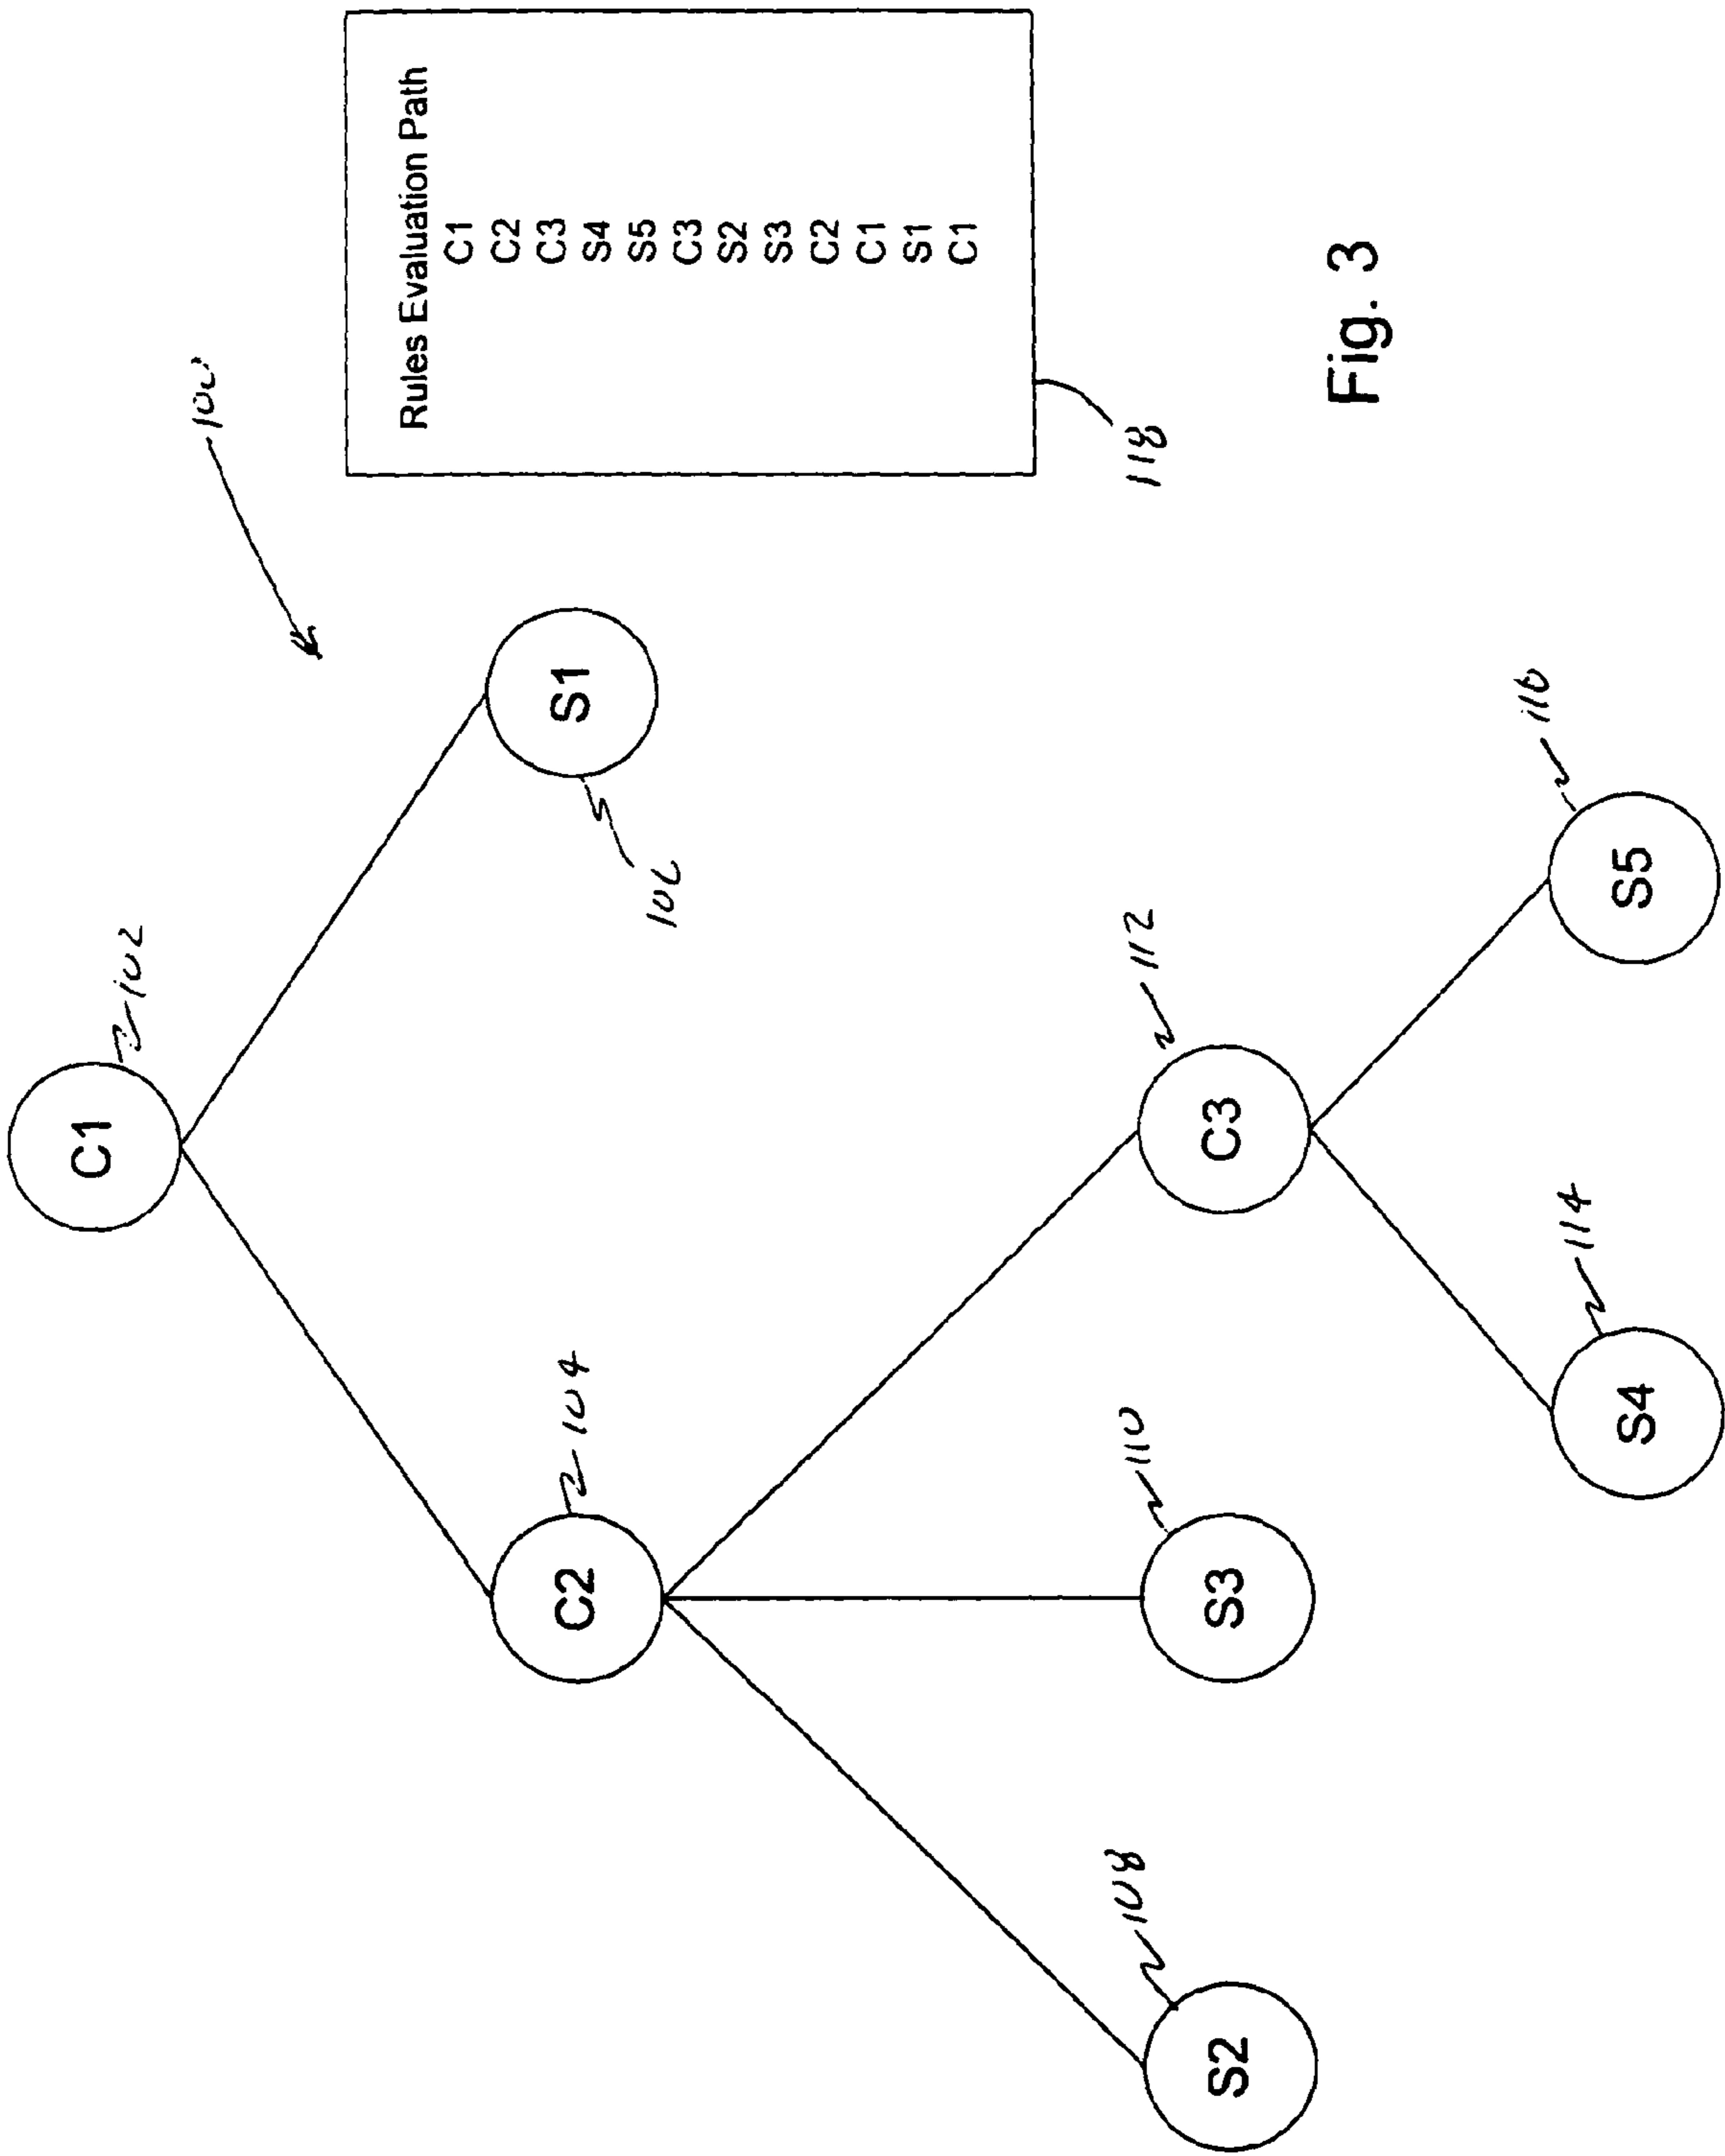 100'
C1
102
Rules Evaluation Path
C1
C2
C3
S4
S5
C3
S2
S3
C2
C1
S1
C1
118
C2
104
S1
106
S2
108
S3
110
C3
112
S4
114
S5
116
Fig. 3